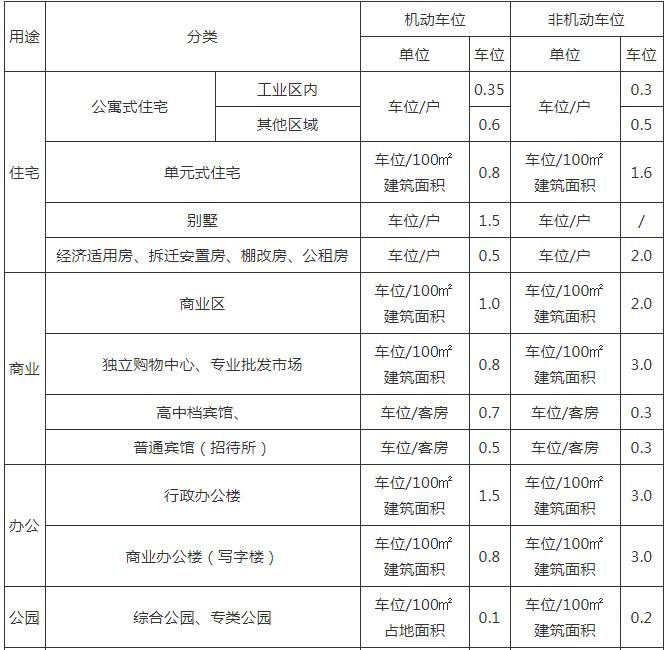 用途 分类 机动车位 非机动车位
单位 车位 单位 车位
住宅 公寓式住宅 工业区内 车位/户 0.35 车位/户 0.3
其他区域 0.6 0.5
单元式住宅 车位/100㎡ 0.8 车位/100㎡ 1.6
建筑面积 建筑面积
别墅 车位/户 1.5 车位/户 /
经济适用房、拆迁安置房、棚改房、公租房 车位/户 0.5 车位/户 2.0
商业 商业区 车位/100㎡ 1.0 车位/100㎡ 2.0
建筑面积 建筑面积
独立购物中心、专业批发市场 车位/100㎡ 0.8 车位/100㎡ 3.0
建筑面积 建筑面积
高中档宾馆、 车位/客房 0.7 车位/客房 0.3
普通宾馆（招待所） 车位/客房 0.5 车位/客房 0.3
办公 行政办公楼 车位/100㎡ 1.5 车位/100㎡ 3.0
建筑面积 建筑面积
商业办公楼（写字楼） 车位/100㎡ 0.8 车位/100㎡ 3.0
建筑面积 建筑面积
公园 综合公园、专类公园 车位/100㎡ 0.1 车位/100㎡ 0.2
占地面积 建筑面积